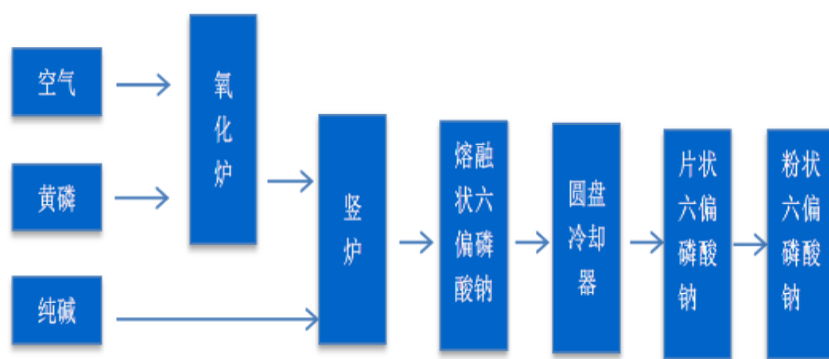 空气
黄磷
纯碱
氧
化
炉
竖
炉
熔融
状六
偏磷
酸钠
圆盘
冷却
器
片状
六偏
磷酸
钠
粉状
六偏
磷酸
钠